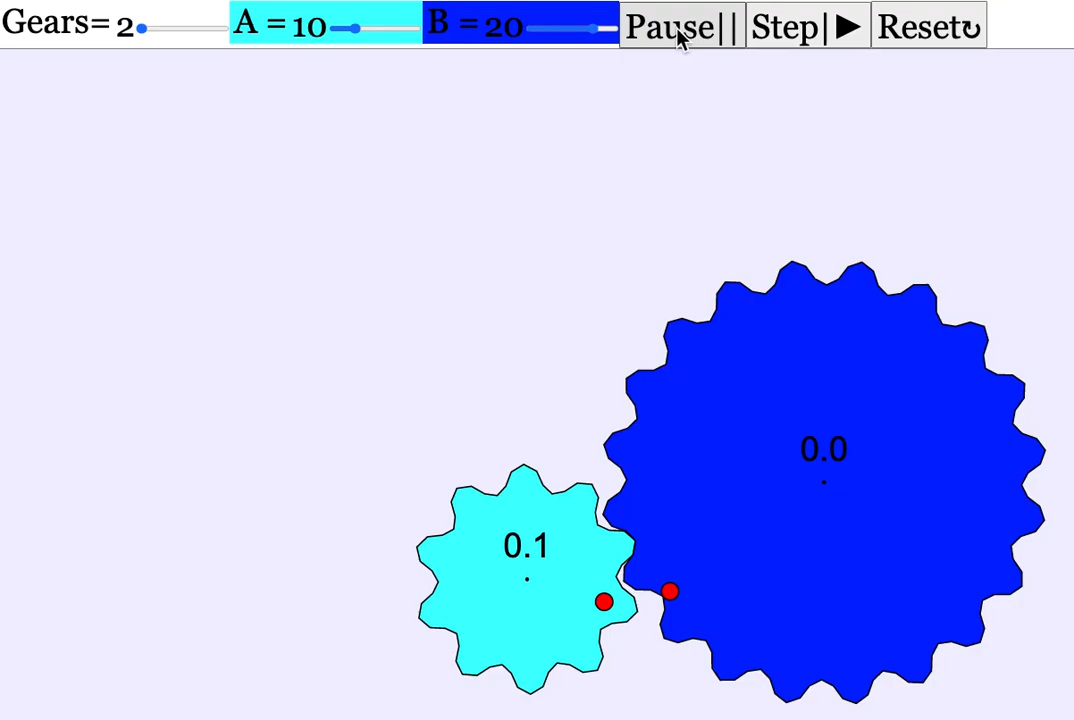 Gears= 2 A = 10 B = 20 Pause|| Step|▶ Reset↻
0.0
0.1